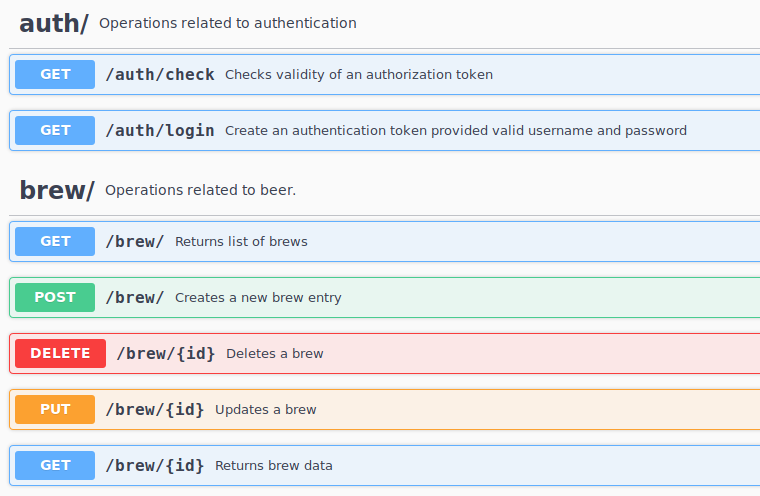 auth/ Operations related to authentication
GET /auth/check Checks validity of an authorization token
GET /auth/login Create an authentication token provided valid username and password
brew/ Operations related to beer.
GET /brew/ Returns list of brews
POST /brew/ Creates a new brew entry
DELETE /brew/{id} Deletes a brew
PUT /brew/{id} Updates a brew
GET /brew/{id} Returns brew data